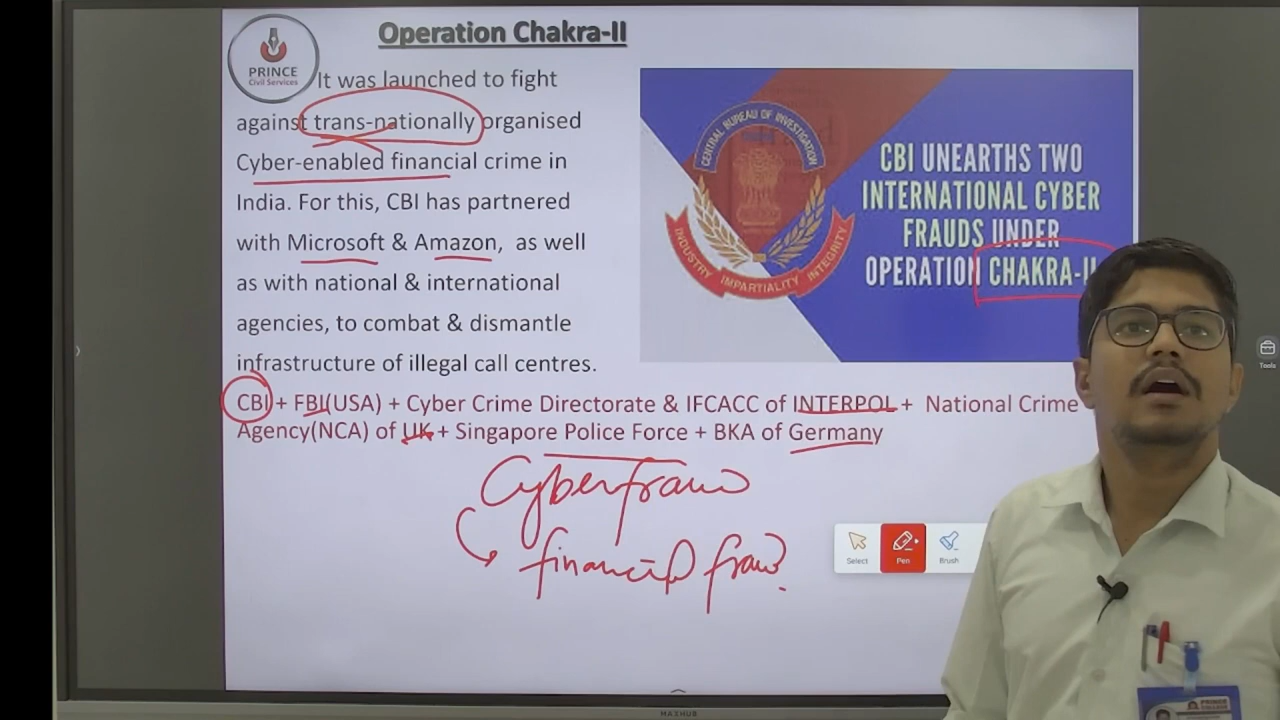 Operation Chakra-II
PRINCE
Civil Services
It was launched to fight
against trans-nationally organised
Cyber-enabled financial crime in
India. For this, CBI has partnered
with Microsoft & Amazon, as well
as with national & international
agencies, to combat & dismantle
infrastructure of illegal call centres.
CBI + FBI(USA) + Cyber Crime Directorate & IFCACC of INTERPOL + National Crime
Agency(NCA) of UK + Singapore Police Force + BKA of Germany
CENTRAL BUREAU OF INVESTIGATION
INDUSTRY IMPARTIALITY INTEGRITY
CBI UNEARTHS TWO
INTERNATIONAL CYBER
FRAUDS UNDER
OPERATION CHAKRA-II
Cyberfraud
financial fraud
Select
Pen
Brush
Tools
MAXHUB
PRINCE